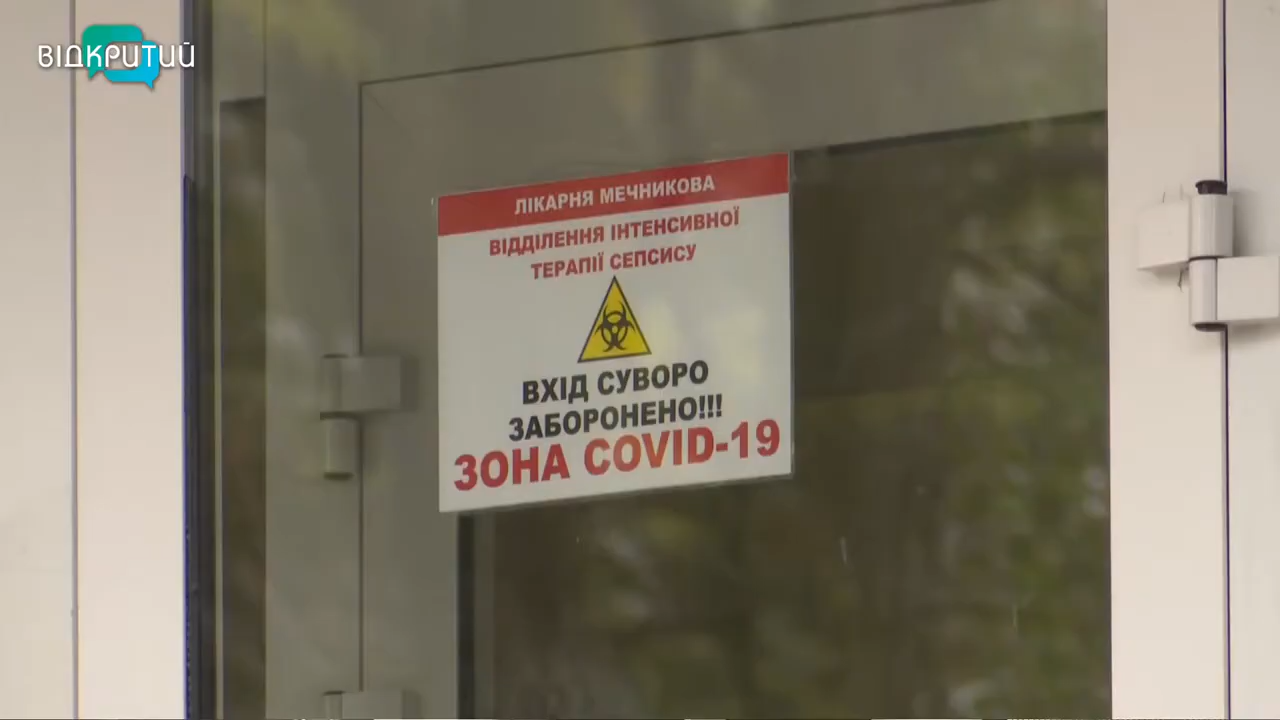 ВІДКРИТИЙ
ЛІКАРНЯ МЕЧНИКОВА
ВІДДІЛЕННЯ ІНТЕНСИВНОЇ
ТЕРАПІЇ СЕПСИСУ
ВХІД СУВОРО
ЗАБОРОНЕНО!!!
ЗОНА COVID-19